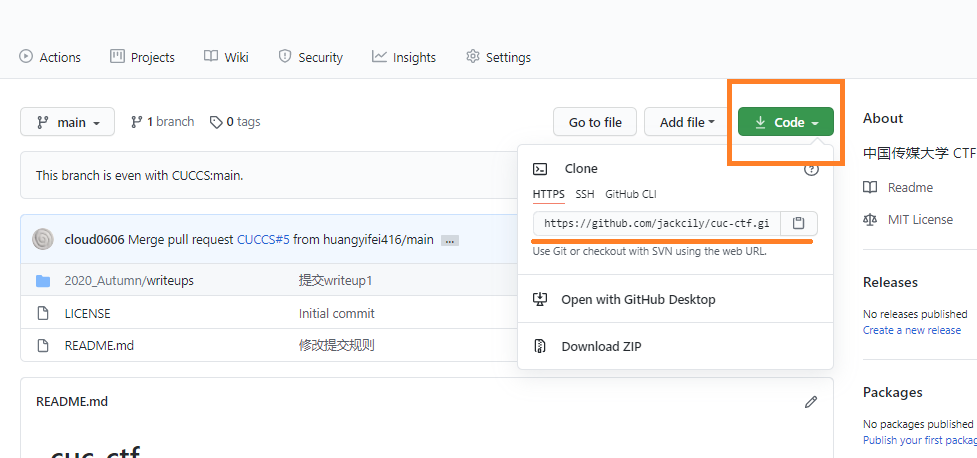 Actions Projects Wiki Security Insights Settings
main 1 branch 0 tags Go to file Add file Code
This branch is even with CUCCS:main.
cloud0606 Merge pull request CUCCS#5 from huangyifei416/main ...
2020_Autumn/writeups 提交writeup1
LICENSE Initial commit
README.md 修改提交规则
README.md
cuc-ctf
Clone
HTTPS SSH GitHub CLI
https://github.com/jackcily/cuc-ctf.gi
Use Git or checkout with SVN using the web URL.
Open with GitHub Desktop
Download ZIP
About
中国传媒大学 CTF
Readme
MIT License
Releases
No releases published
Create a new release
Packages
No packages published
Publish your first packag